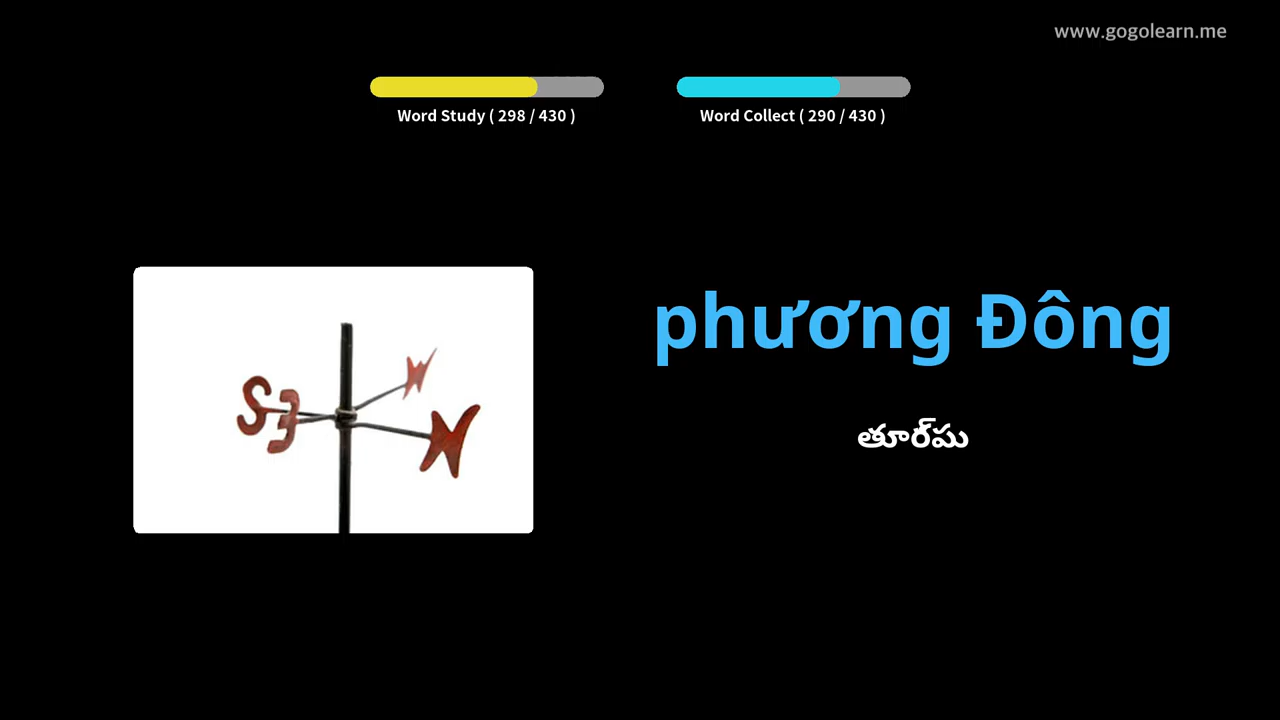 www.gogolearn.me
Word Study ( 298 / 430 )
Word Collect ( 290 / 430 )
S E N W
phương Đông
తూర్పు